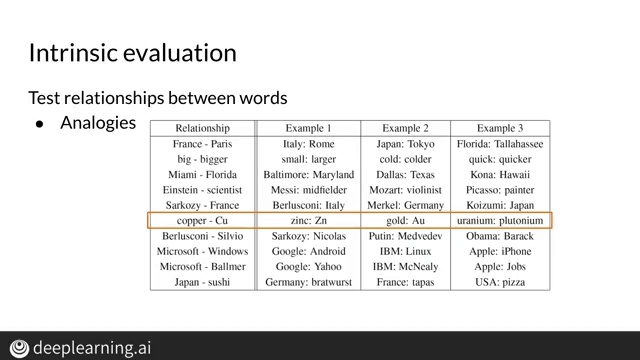 Intrinsic evaluation
Test relationships between words
● Analogies
Relationship Example 1 Example 2 Example 3
France - Paris Italy: Rome Japan: Tokyo Florida: Tallahassee
big - bigger small: larger cold: colder quick: quicker
Miami - Florida Baltimore: Maryland Dallas: Texas Kona: Hawaii
Einstein - scientist Messi: midfielder Mozart: violinist Picasso: painter
Sarkozy - France Berlusconi: Italy Merkel: Germany Koizumi: Japan
copper - Cu zinc: Zn gold: Au uranium: plutonium
Berlusconi - Silvio Sarkozy: Nicolas Putin: Medvedev Obama: Barack
Microsoft - Windows Google: Android IBM: Linux Apple: iPhone
Microsoft - Ballmer Google: Yahoo IBM: McNealy Apple: Jobs
Japan - sushi Germany: bratwurst France: tapas USA: pizza
deeplearning.ai